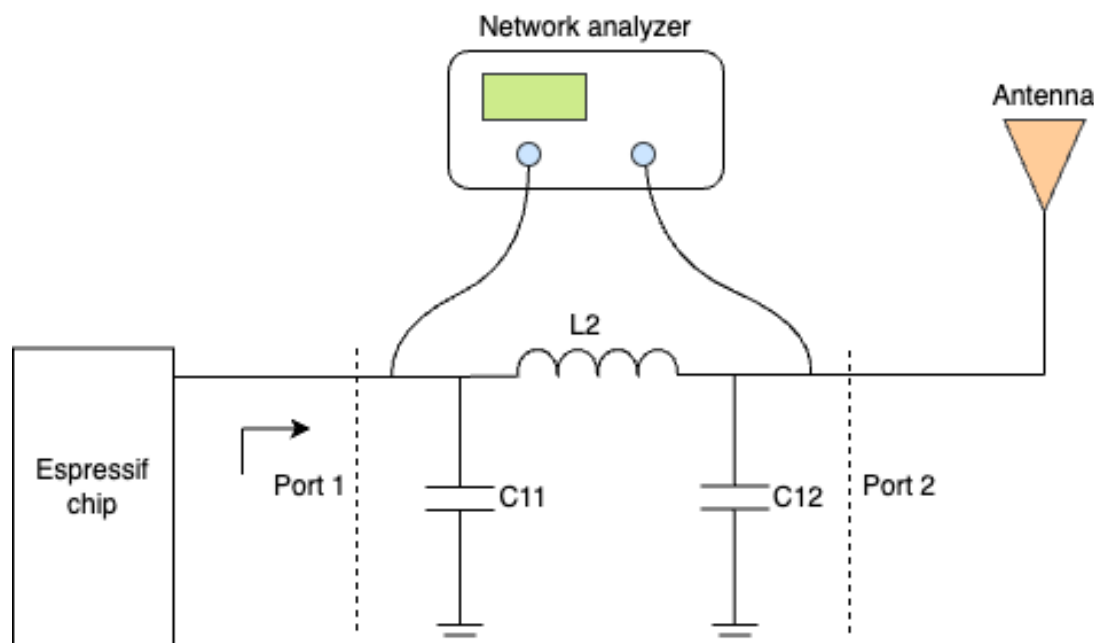 Network analyzer
Antenna
L2
Espressif
chip
Port 1
C11
C12
Port 2